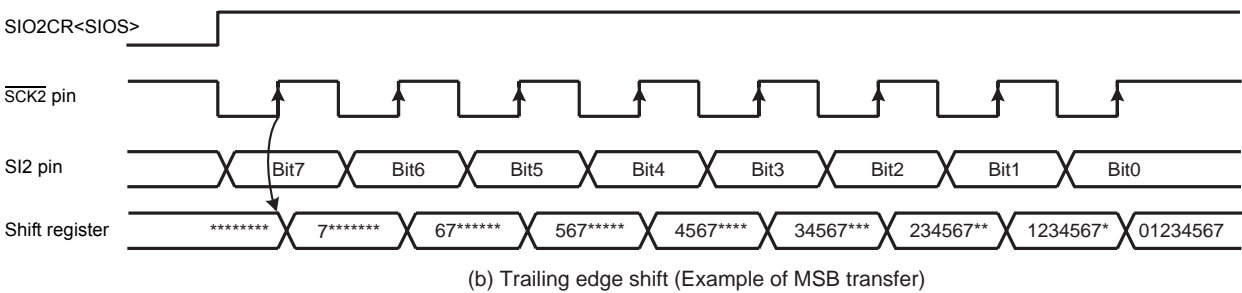 SIO2CR<SIOS>
SCK2 pin
SI2 pin
Bit7 Bit6 Bit5 Bit4 Bit3 Bit2 Bit1 Bit0
Shift register
******** 7******* 67****** 567***** 4567**** 34567*** 234567** 1234567* 01234567
(b) Trailing edge shift (Example of MSB transfer)